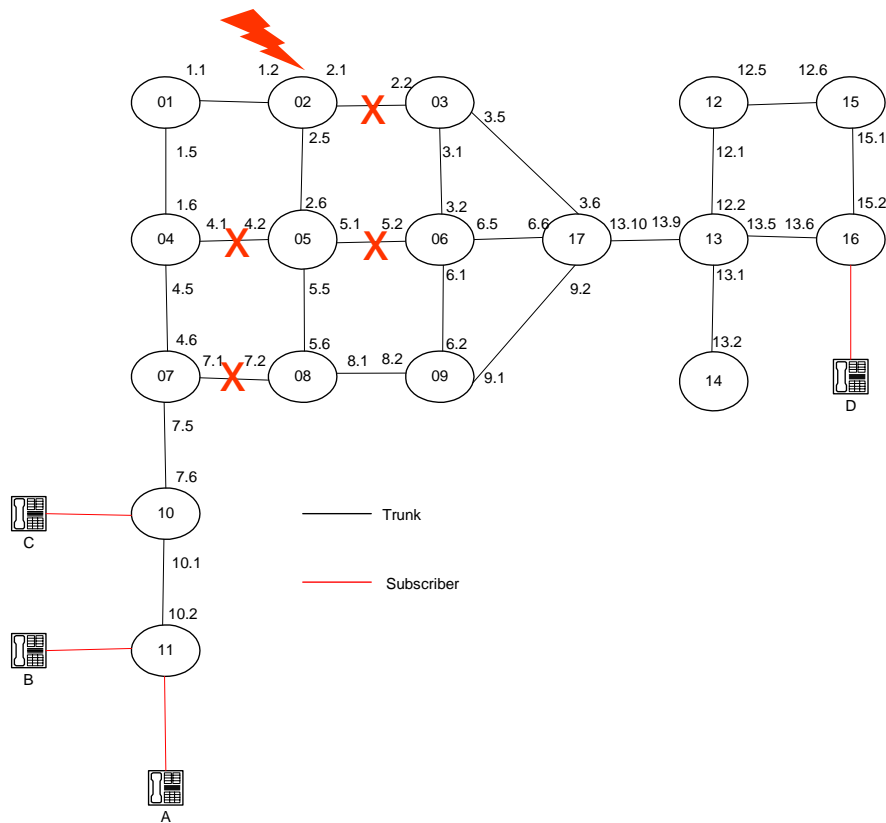 1.1 1.2 2.1 2.2 12.5 12.6
01 02 03 12 15
3.5
1.5 2.5 3.1 12.1 15.1
1.6 2.6 3.2 3.6 12.2 15.2
4.1 4.2 5.1 5.2 6.5 6.6 13.10 13.9 13.5 13.6
04 05 06 17 13 16
4.5 5.5 6.1 9.2 13.1
4.6 5.6 6.2 13.2
7.1 7.2 8.1 8.2 9.1
07 08 09 14
D
7.5
7.6
10 Trunk
C
10.1
Subscriber
10.2
11
B
A